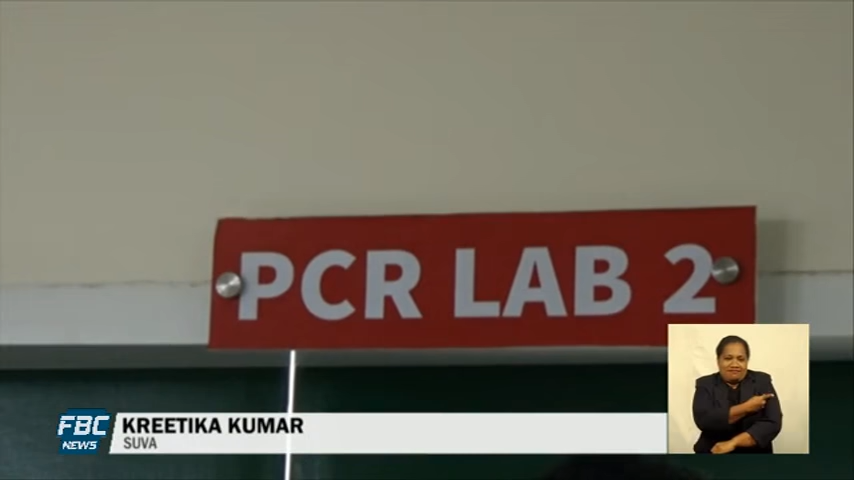 PCR LAB 2
FBC
NEWS
KREETIKA KUMAR
SUVA